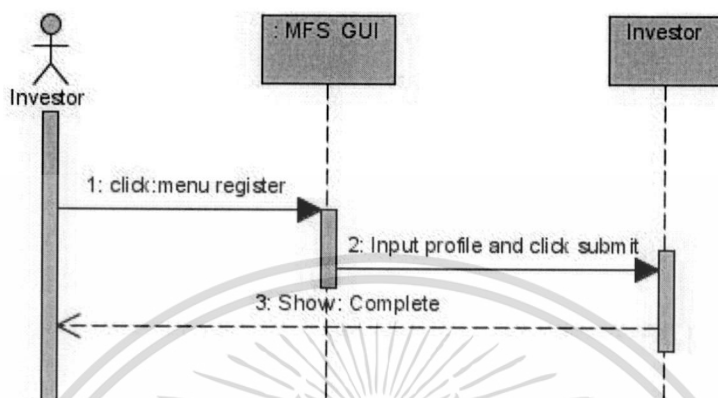 : MFS GUI
Investor
Investor
1: click:menu register
2: Input profile and click submit
3: Show: Complete